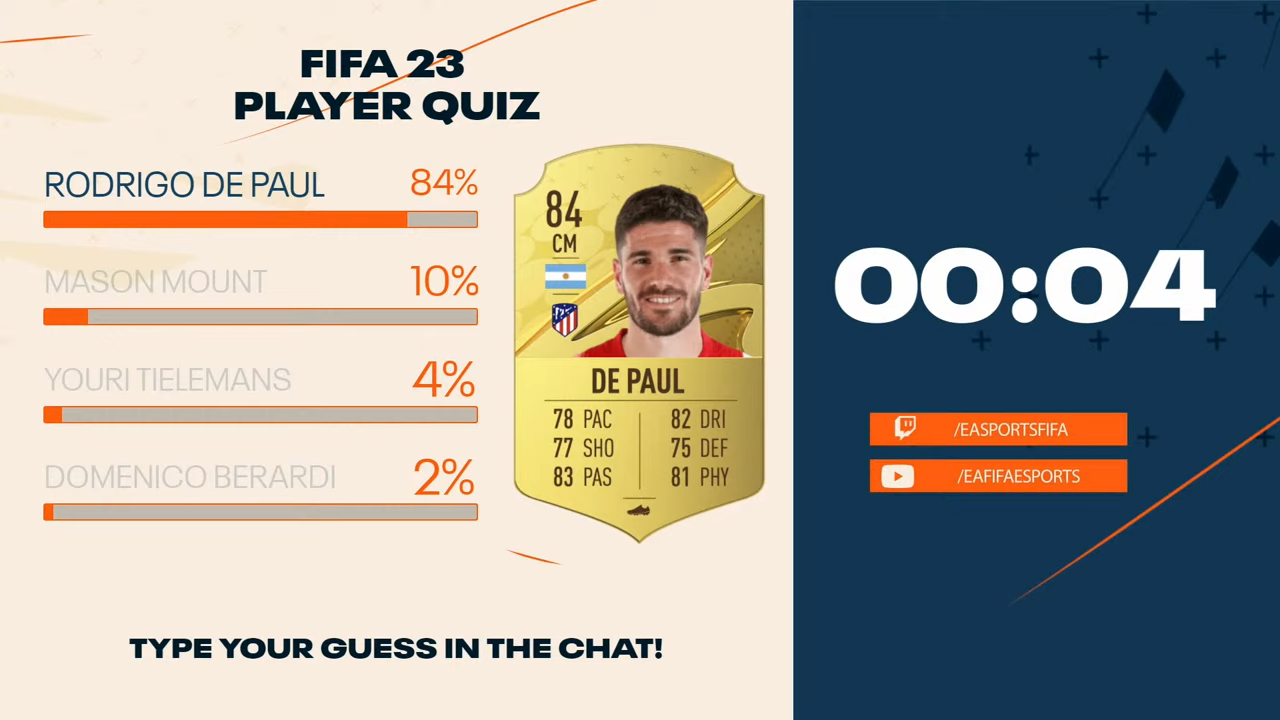 FIFA 23
PLAYER QUIZ
RODRIGO DE PAUL 84%
MASON MOUNT 10%
YOURI TIELEMANS 4%
DOMENICO BERARDI 2%
84
CM
DE PAUL
78 PAC 82 DRI
77 SHO 75 DEF
83 PAS 81 PHY
TYPE YOUR GUESS IN THE CHAT!
00:04
/EASPORTSFIFA
/EAFIFAESPORTS